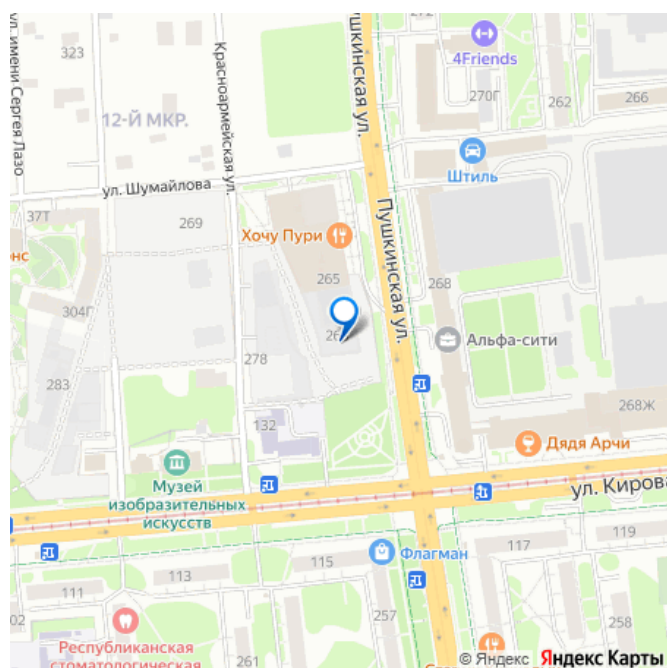 272
4Friends
323
270Г
262
266
ул. имени Сергея Лазо
Красноармейская ул.
12-Й МКР.
Штиль
ул. Шумайлова
37Т
269
Хочу Пури
Пушкинская ул.
265
268
304Г
278
Альфа-сити
283
132
268Ж
Дядя Арчи
Музей
изобразительных
искусств
ул. Кирова
115
Флагман
117
119
113
111
257
258
202
Республиканская
стоматологическая
© Яндекс Яндекс Карты